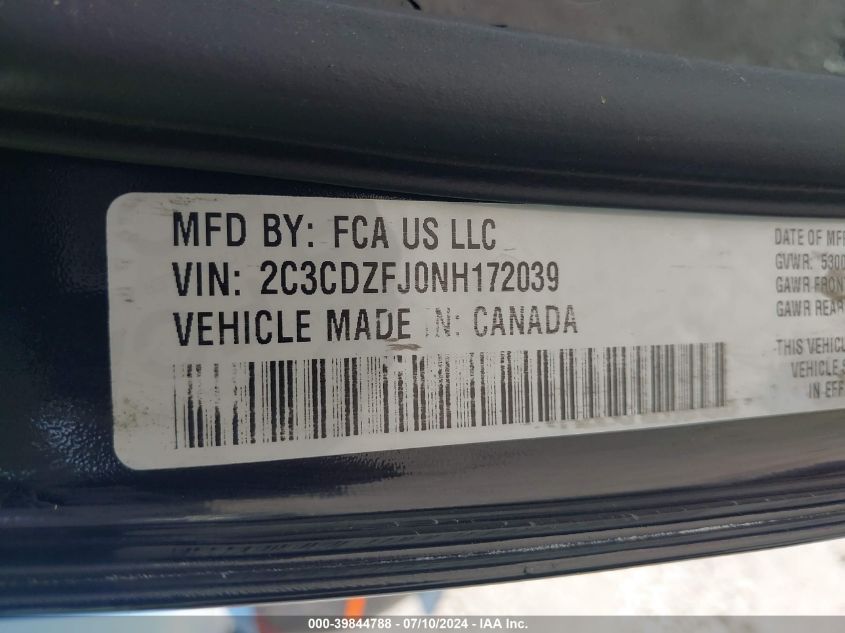 MFD BY: FCA US LLC
VIN: 2C3CDZFJ0NH172039
VEHICLE MADE IN: CANADA
DATE OF MF
GVWR: 5300
GAWR FRON
GAWR REAR
THIS VEHICL
VEHICLE S
IN EFF
000-39844788 - 07/10/2024 - IAA Inc.